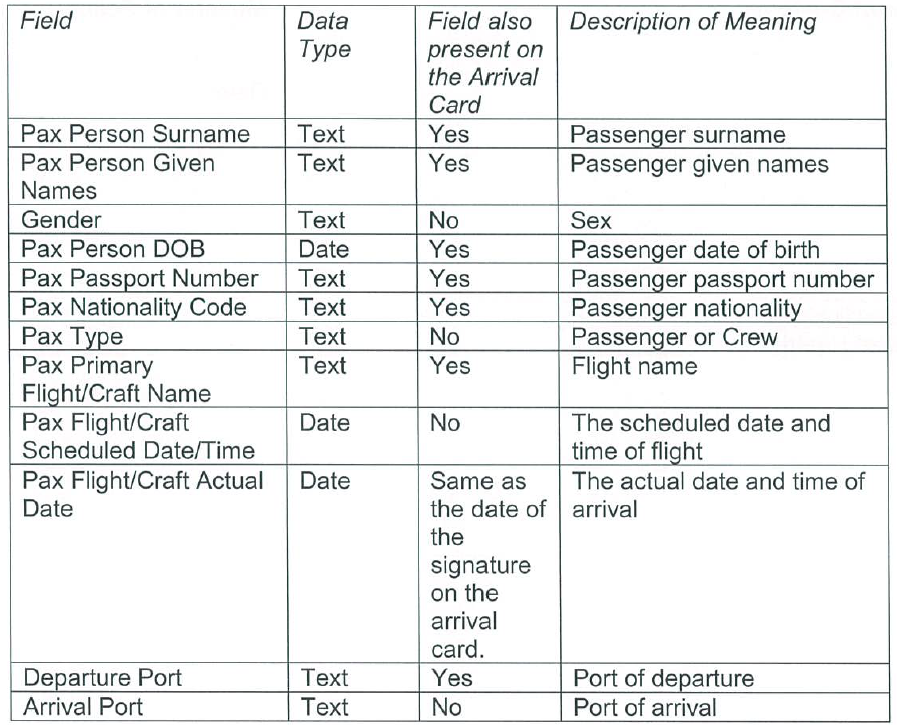 Field Data Type Field also present on the Arrival Card Description of Meaning
Pax Person Surname Text Yes Passenger surname
Pax Person Given Names Text Yes Passenger given names
Gender Text No Sex
Pax Person DOB Date Yes Passenger date of birth
Pax Passport Number Text Yes Passenger passport number
Pax Nationality Code Text Yes Passenger nationality
Pax Type Text No Passenger or Crew
Pax Primary Flight/Craft Name Text Yes Flight name
Pax Flight/Craft Scheduled Date/Time Date No The scheduled date and time of flight
Pax Flight/Craft Actual Date Date Same as the date of the signature on the arrival card. The actual date and time of arrival
Departure Port Text Yes Port of departure
Arrival Port Text No Port of arrival